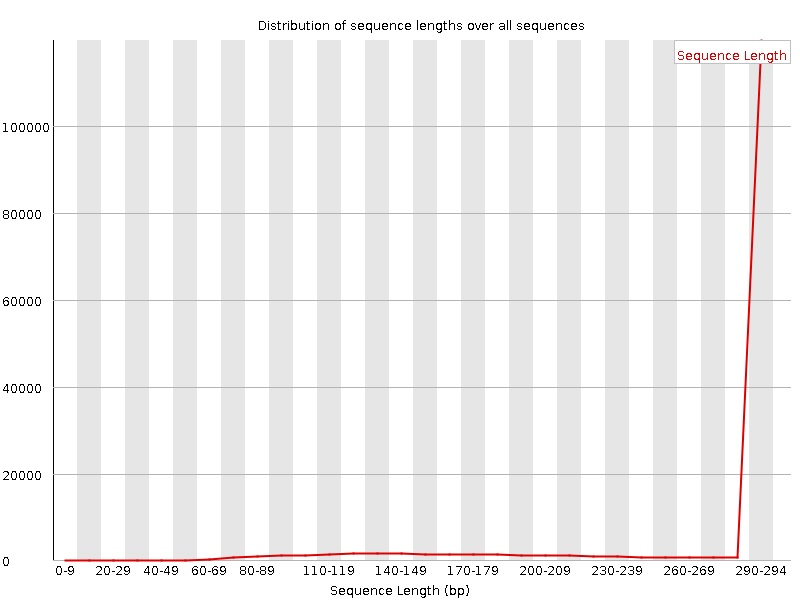 Distribution of sequence lengths over all sequences
Sequence Length
100000
80000
60000
40000
20000
0
0-9 20-29 40-49 60-69 80-89 110-119 140-149 170-179 200-209 230-239 260-269 290-294
Sequence Length (bp)